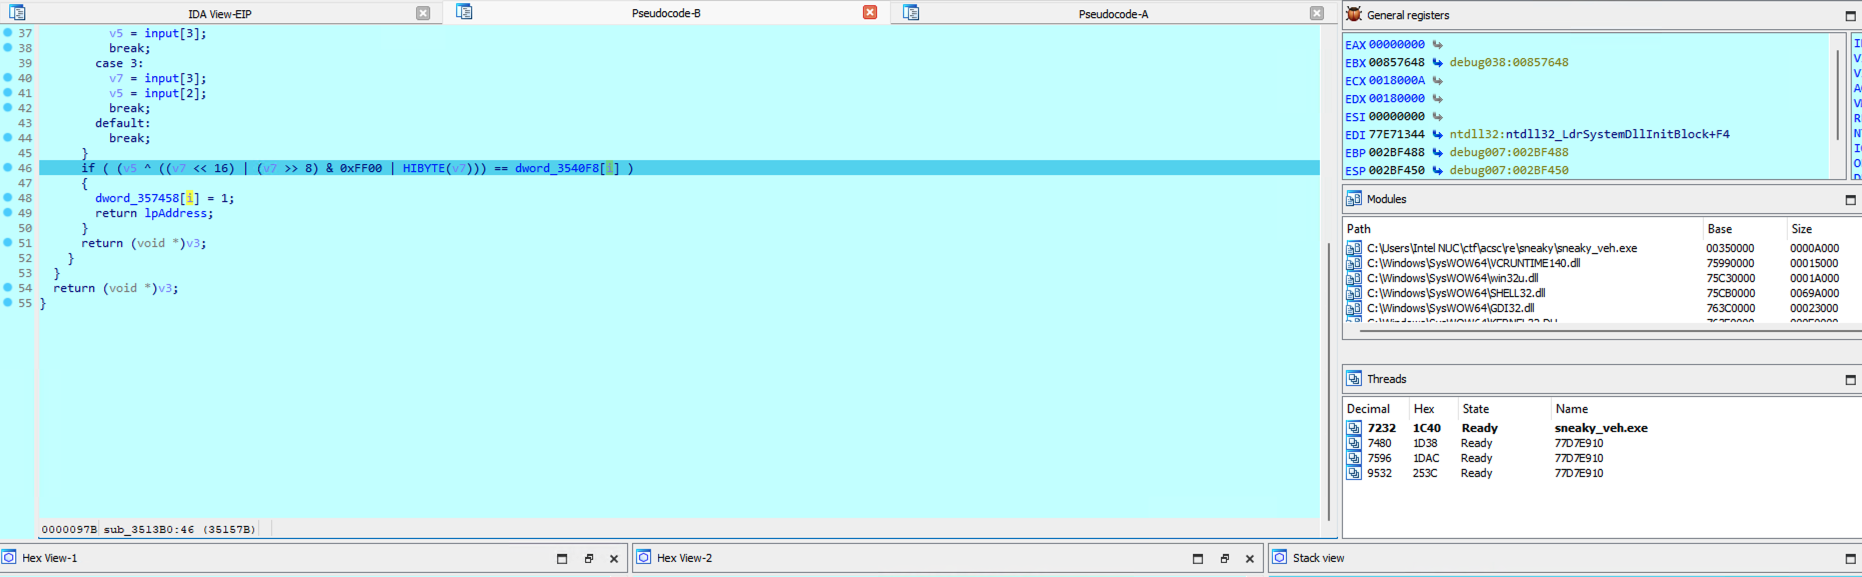 IDA View-EIP
Pseudocode-B
Pseudocode-A
37 v5 = input[3];
38 break;
39 case 3:
40 v7 = input[3];
41 v5 = input[2];
42 break;
43 default:
44 break;
45 }
46 if ( (v5 ^ ((v7 << 16) | (v7 >> 8) & 0xFF00 | HIBYTE(v7))) == dword_3540F8[i] )
47 {
48 dword_357458[i] = 1;
49 return lpAddress;
50 }
51 return (void *)v3;
52 }
53 }
54 return (void *)v3;
55 }
0000097B sub_3513B0:46 (35157B)
General registers
EAX 00000000
EBX 00857648 debug038:00857648
ECX 0018000A
EDX 00180000
ESI 00000000
EDI 77E71344 ntdll32:ntdll32_LdrSystemDllInitBlock+F4
EBP 002BF488 debug007:002BF488
ESP 002BF450 debug007:002BF450
Modules
Path Base Size
C:\Users\Intel NUC\ctf\acsc\re\sneaky\sneaky_veh.exe 00350000 0000A000
C:\Windows\SysWOW64\VCRUNTIME140.dll 75990000 00015000
C:\Windows\SysWOW64\win32u.dll 75C30000 0001A000
C:\Windows\SysWOW64\SHELL32.dll 75CB0000 0069A000
C:\Windows\SysWOW64\GDI32.dll 763C0000 00023000
Threads
Decimal Hex State Name
7232 1C40 Ready sneaky_veh.exe
7480 1D38 Ready 77D7E910
7596 1DAC Ready 77D7E910
9532 253C Ready 77D7E910
Hex View-1
Hex View-2
Stack view